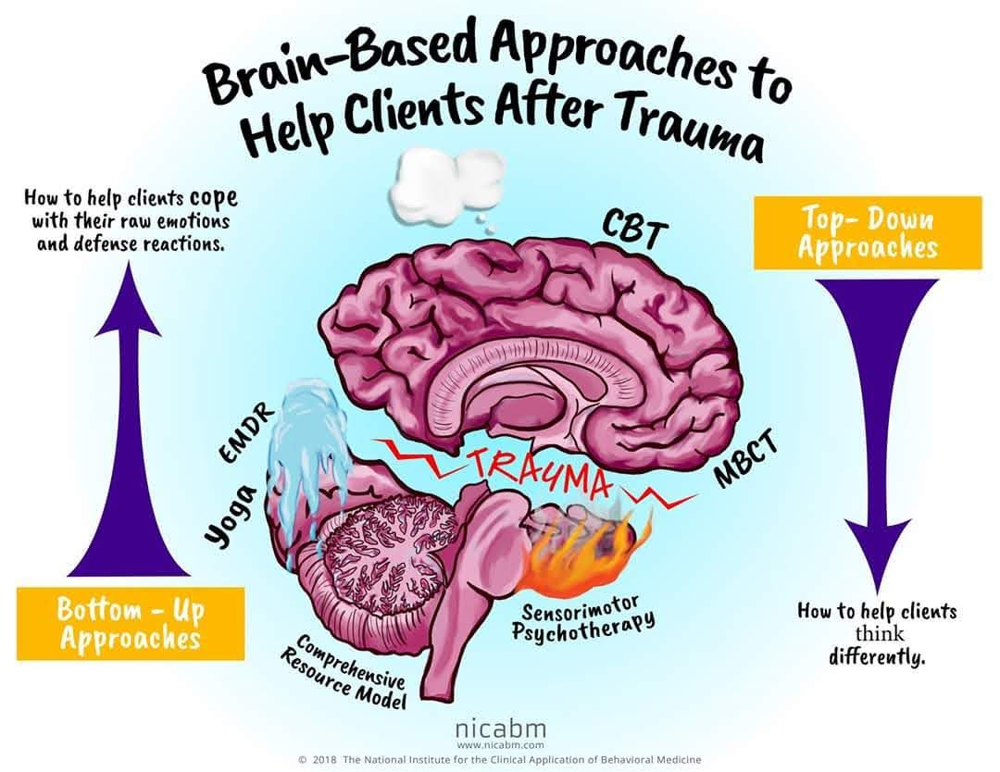 Brain-Based Approaches to
Help Clients After Trauma
How to help clients cope
with their raw emotions
and defense reactions.
CBT
Top- Down
Approaches
EMDR
TRAUMA
MBCT
Yoga
Bottom - Up
Approaches
Sensorimotor
Psychotherapy
How to help clients
think
differently.
Comprehensive
Resource Model
nicabm
www.nicabm.com
© 2018 The National Institute for the Clinical Application of Behavioral Medicine